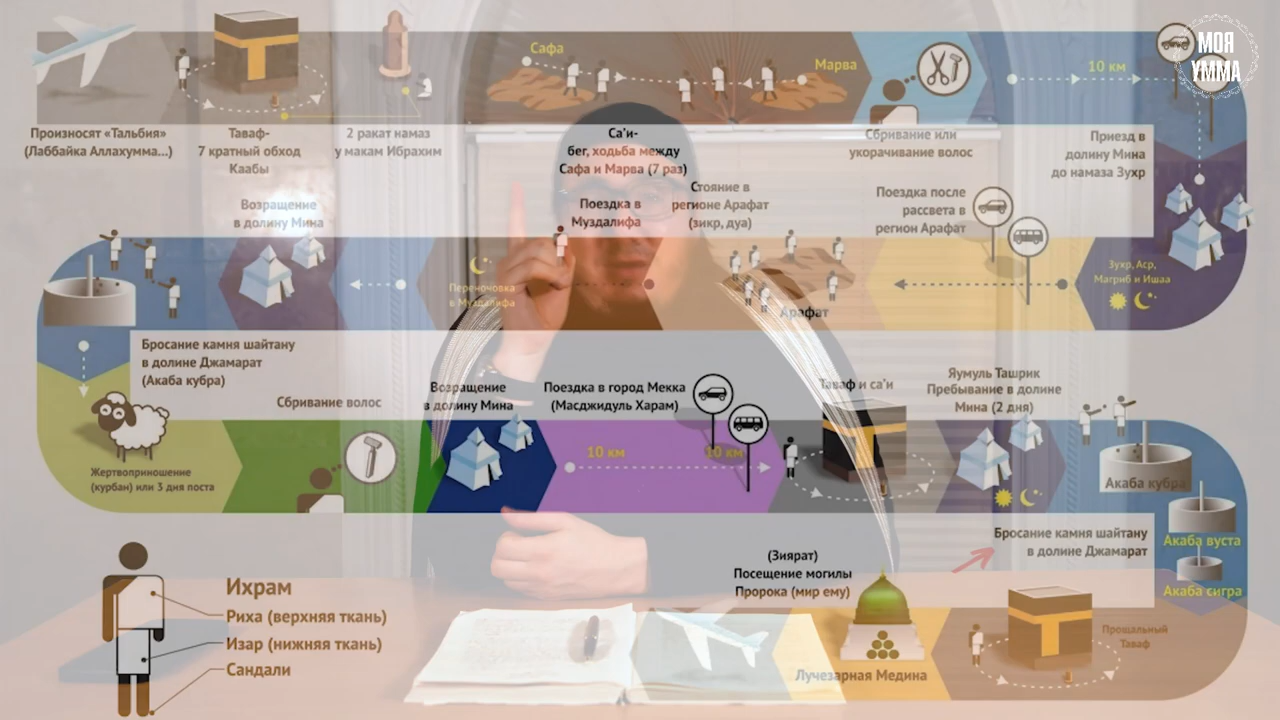 МОЯ
УММА
Сафа
Марва
10 км
Произносят «Тальбия»
(Лаббайка Аллахумма...)
Таваф-
7 кратный обход
Каабы
2 ракат намаз
у макам Ибрахим
Са’и-
бег, ходьба между
Сафа и Марва (7 раз)
Сбривание или
укорачивание волос
Приезд в
долину Мина
до намаза Зухр
Возвращение
в долину Мина
Поездка в
Муздалифа
Стояние в
регионе Арафат
(зикр, дуа)
Поездка после
рассвета в
регион Арафат
Переночовка
в Муздалифа
Арафат
Зухр, Аср,
Магриб и Ишаа
Бросание камня шайтану
в долине Джамарат
(Акаба кубра)
Сбривание волос
Возвращение
в долину Мина
Поездка в город Мекка
(Масджидуль Харам)
Таваф и са’и
Яумуль Ташрик
Пребывание в долине
Мина (2 дня)
Жертвоприношение
(курбан) или 3 дня поста
10 км
10 км
Акаба кубра
Акаба вуста
Акаба сигра
Бросание камня шайтану
в долине Джамарат
(Зиярат)
Посещение могилы
Пророка (мир ему)
Лучезарная Медина
Прощальный
Таваф
Ихрам
Риха (верхняя ткань)
Изар (нижняя ткань)
Сандали